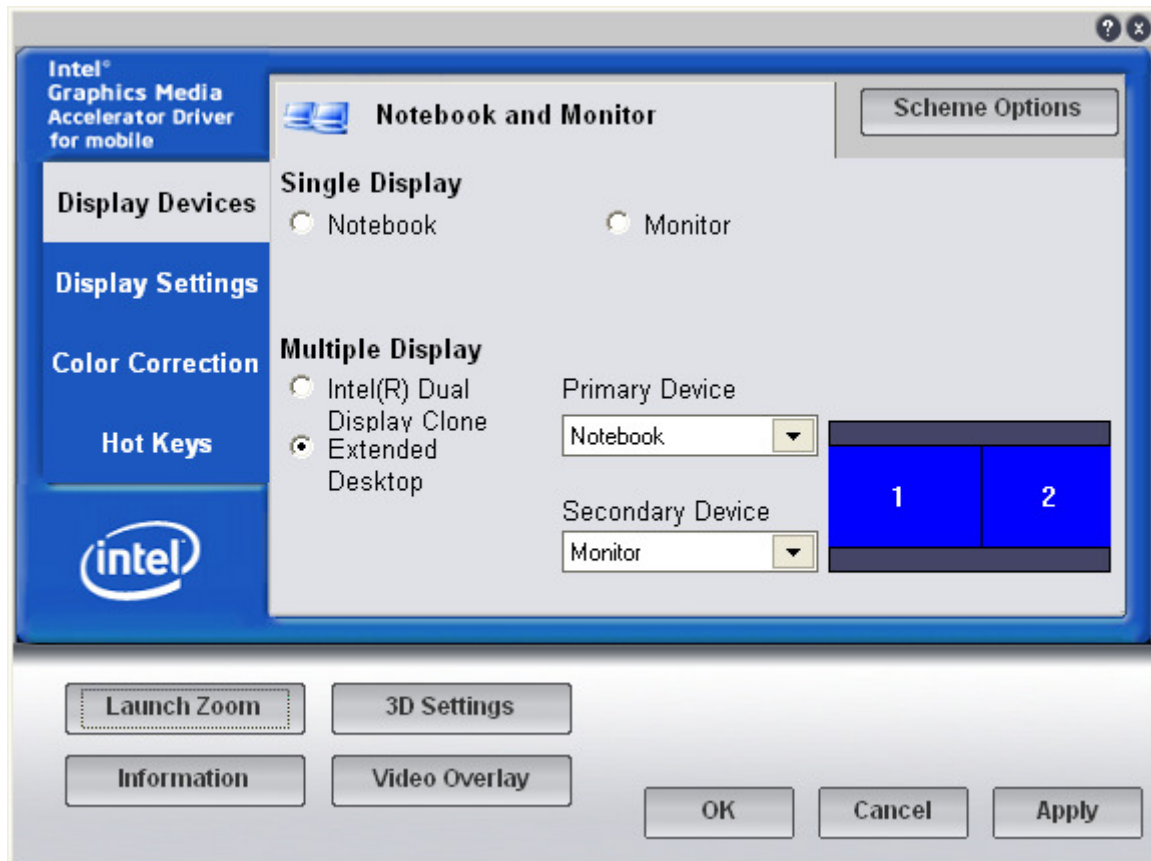 Intel®
Graphics Media
Accelerator Driver
for mobile
Notebook and Monitor
Scheme Options
Display Devices
Display Settings
Color Correction
Hot Keys
intel
Single Display
Notebook
Monitor
Multiple Display
Intel(R) Dual
Display Clone
Extended
Desktop
Primary Device
Notebook
Secondary Device
Monitor
1
2
Launch Zoom
3D Settings
Information
Video Overlay
OK
Cancel
Apply